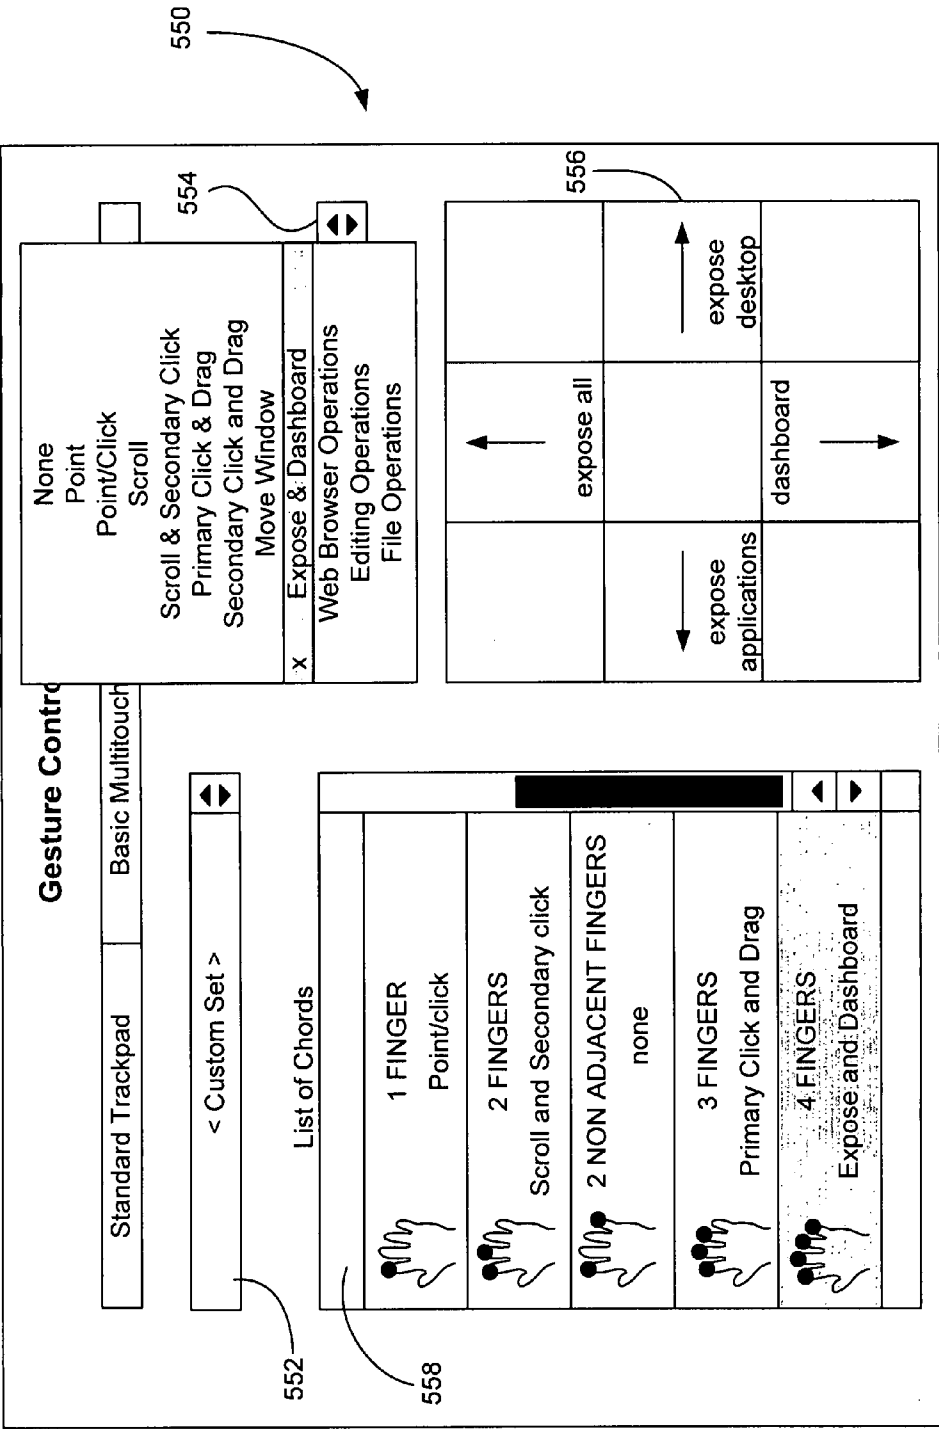 550
Gesture Contro
Standard Trackpad
Basic Multitouch
< Custom Set >
552
List of Chords
558
1 FINGER
Point/click
2 FINGERS
Scroll and Secondary click
2 NON ADJACENT FINGERS
none
3 FINGERS
Primary Click and Drag
4 FINGERS
Expose and Dashboard
None
Point
Point/Click
Scroll
Scroll & Secondary Click
Primary Click & Drag
Secondary Click and Drag
Move Window
x Expose & Dashboard
Web Browser Operations
Editing Operations
File Operations
554
expose all
556
expose
applications
expose
desktop
dashboard